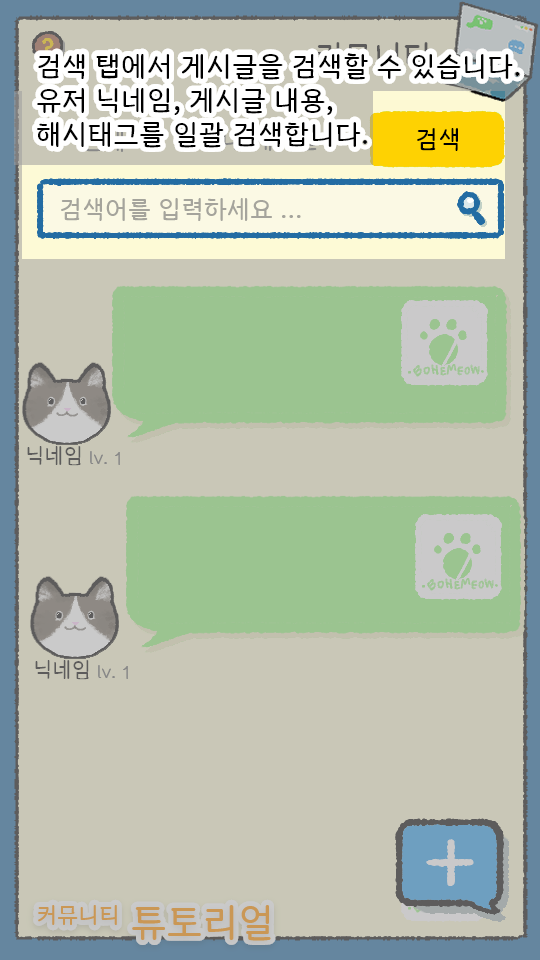 검색 탭에서 게시글을 검색할 수 있습니다.
유저 닉네임, 게시글 내용,
해시태그를 일괄 검색합니다.
검색
검색어를 입력하세요 ...
BOHEMEOW
닉네임 lv. 1
BOHEMEOW
닉네임 lv. 1
커뮤니티 튜토리얼